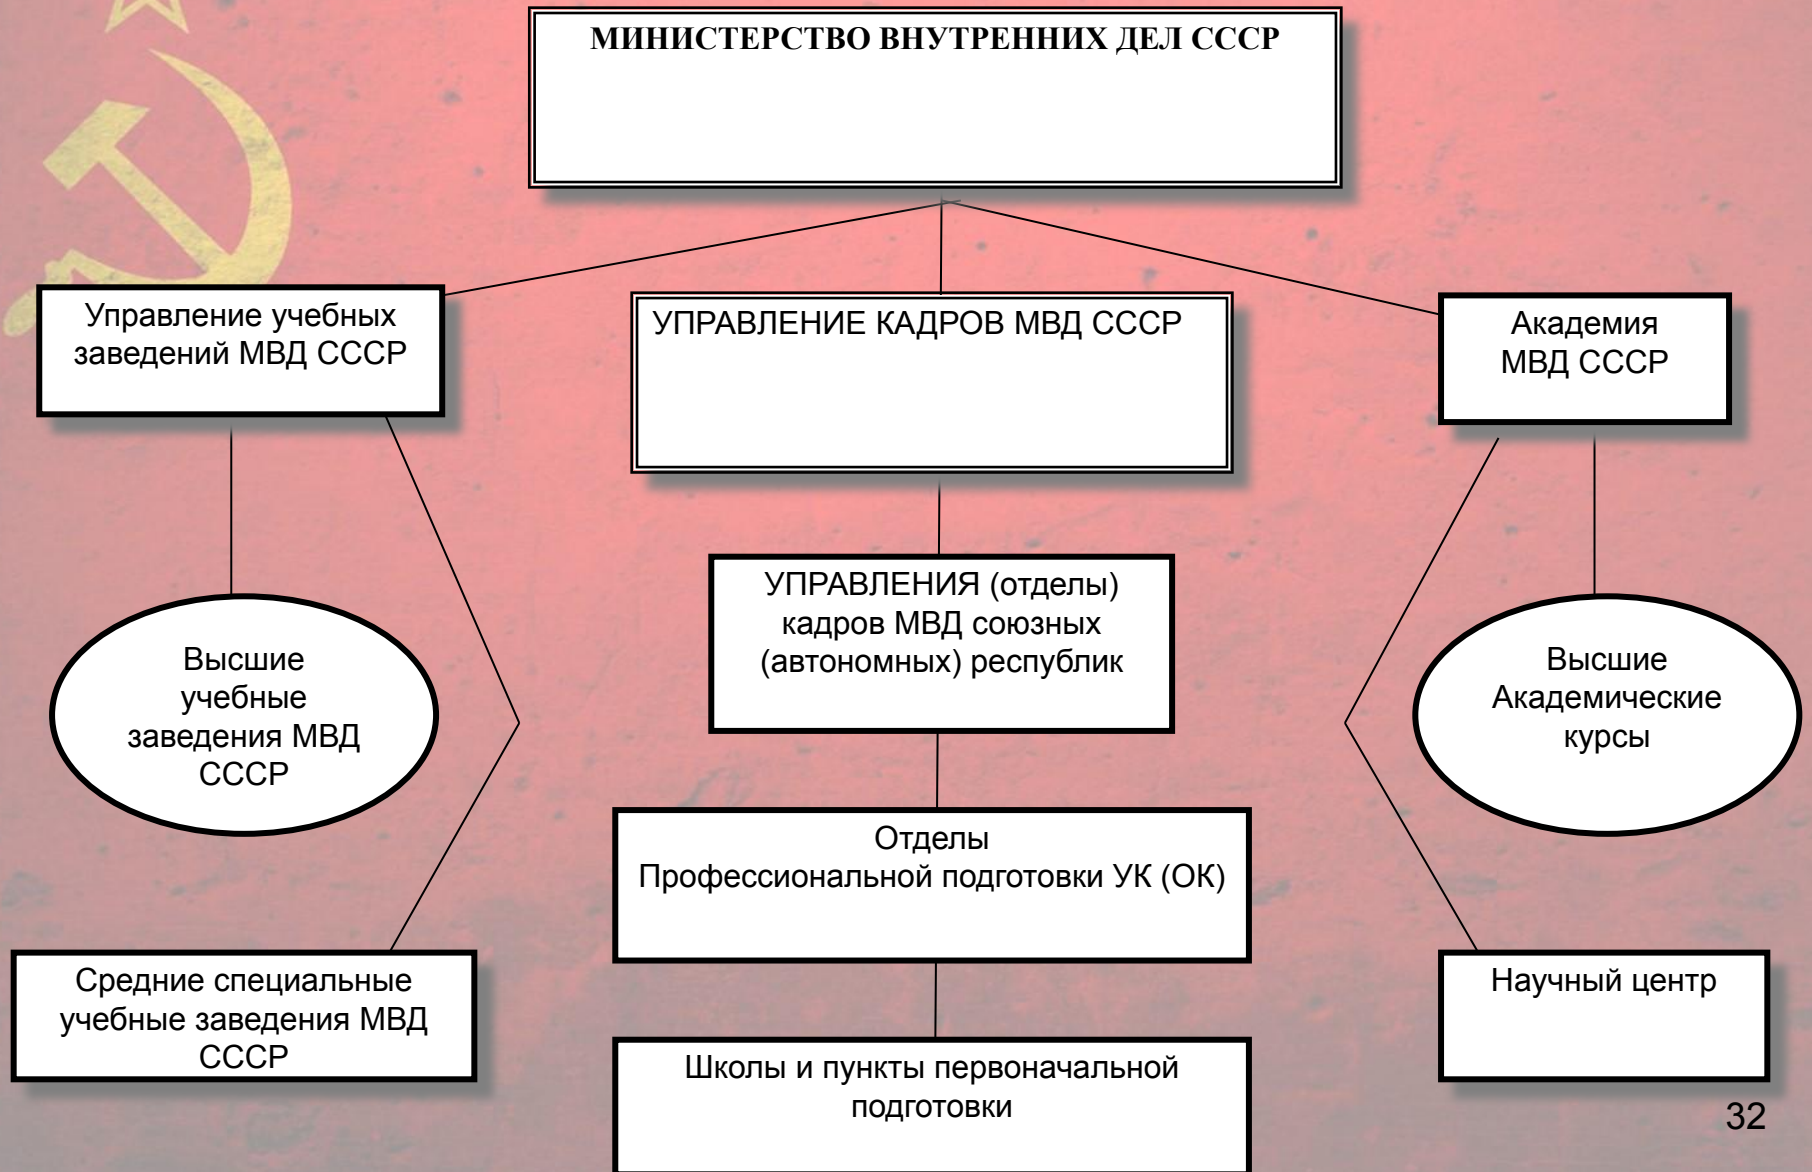 МИНИСТЕРСТВО ВНУТРЕННИХ ДЕЛ СССР
Управление учебных
заведений МВД СССР
УПРАВЛЕНИЕ КАДРОВ МВД СССР
Академия
МВД СССР
УПРАВЛЕНИЯ (отделы)
кадров МВД союзных
(автономных) республик
Высшие
учебные
заведения МВД
СССР
Высшие
Академические
курсы
Отделы
Профессиональной подготовки УК (ОК)
Средние специальные
учебные заведения МВД
СССР
Научный центр
Школы и пункты первоначальной
подготовки
32